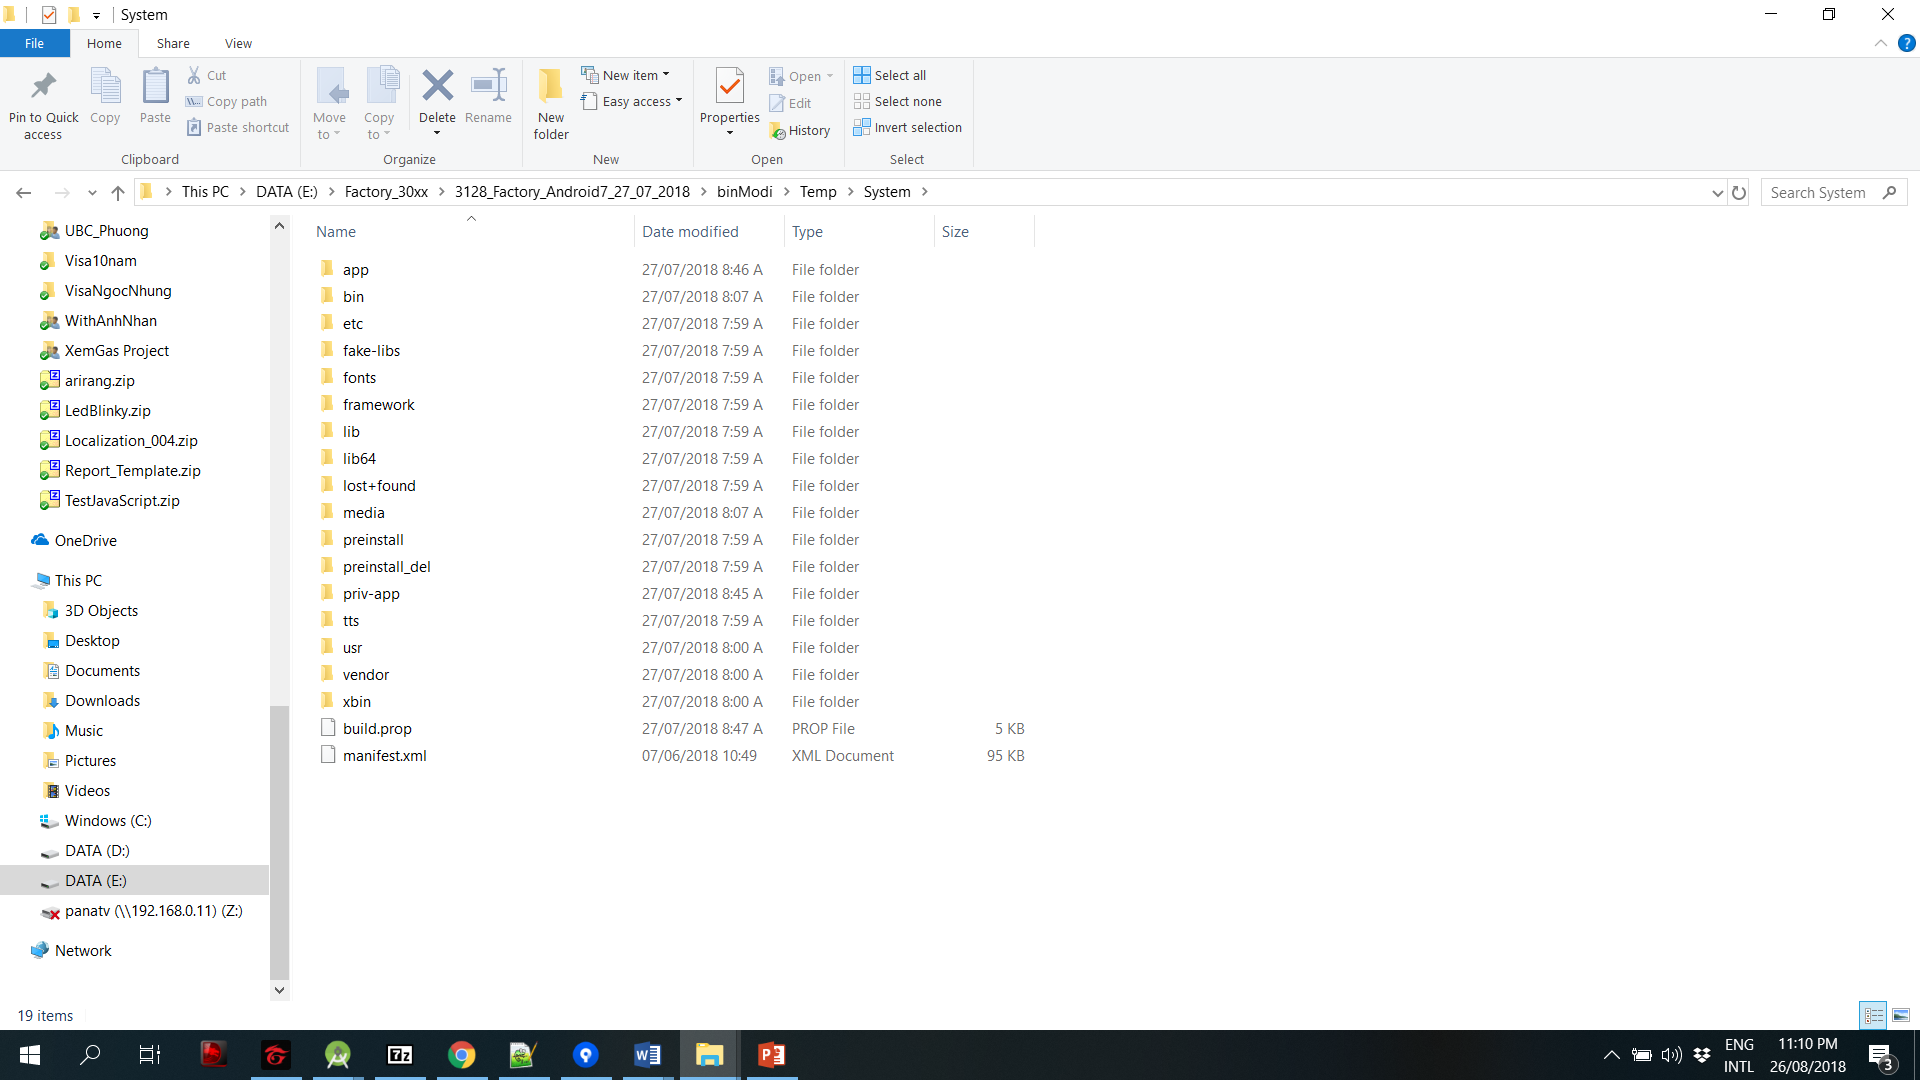 System
File Home Share View
Pin to Quick access
Copy
Paste
Cut
Copy path
Paste shortcut
Clipboard
Move to
Copy to
Delete
Rename
Organize
New folder
New item
Easy access
New
Properties
Open
Edit
History
Open
Select all
Select none
Invert selection
Select
This PC DATA (E:) Factory_30xx 3128_Factory_Android7_27_07_2018 binModi Temp System
Search System
UBC_Phuong
Visa10nam
VisaNgocNhung
WithAnhNhan
XemGas Project
arirang.zip
LedBlinky.zip
Localization_004.zip
Report_Template.zip
TestJavaScript.zip
OneDrive
This PC
3D Objects
Desktop
Documents
Downloads
Music
Pictures
Videos
Windows (C:)
DATA (D:)
DATA (E:)
panatv (\\192.168.0.11) (Z:)
Network
Name Date modified Type Size
app 27/07/2018 8:46 A File folder
bin 27/07/2018 8:07 A File folder
etc 27/07/2018 7:59 A File folder
fake-libs 27/07/2018 7:59 A File folder
fonts 27/07/2018 7:59 A File folder
framework 27/07/2018 7:59 A File folder
lib 27/07/2018 7:59 A File folder
lib64 27/07/2018 7:59 A File folder
lost+found 27/07/2018 7:59 A File folder
media 27/07/2018 8:07 A File folder
preinstall 27/07/2018 7:59 A File folder
preinstall_del 27/07/2018 7:59 A File folder
priv-app 27/07/2018 8:45 A File folder
tts 27/07/2018 7:59 A File folder
usr 27/07/2018 8:00 A File folder
vendor 27/07/2018 8:00 A File folder
xbin 27/07/2018 8:00 A File folder
build.prop 27/07/2018 8:47 A PROP File 5 KB
manifest.xml 07/06/2018 10:49 XML Document 95 KB
19 items
7z
ENG
INTL
11:10 PM
26/08/2018
3